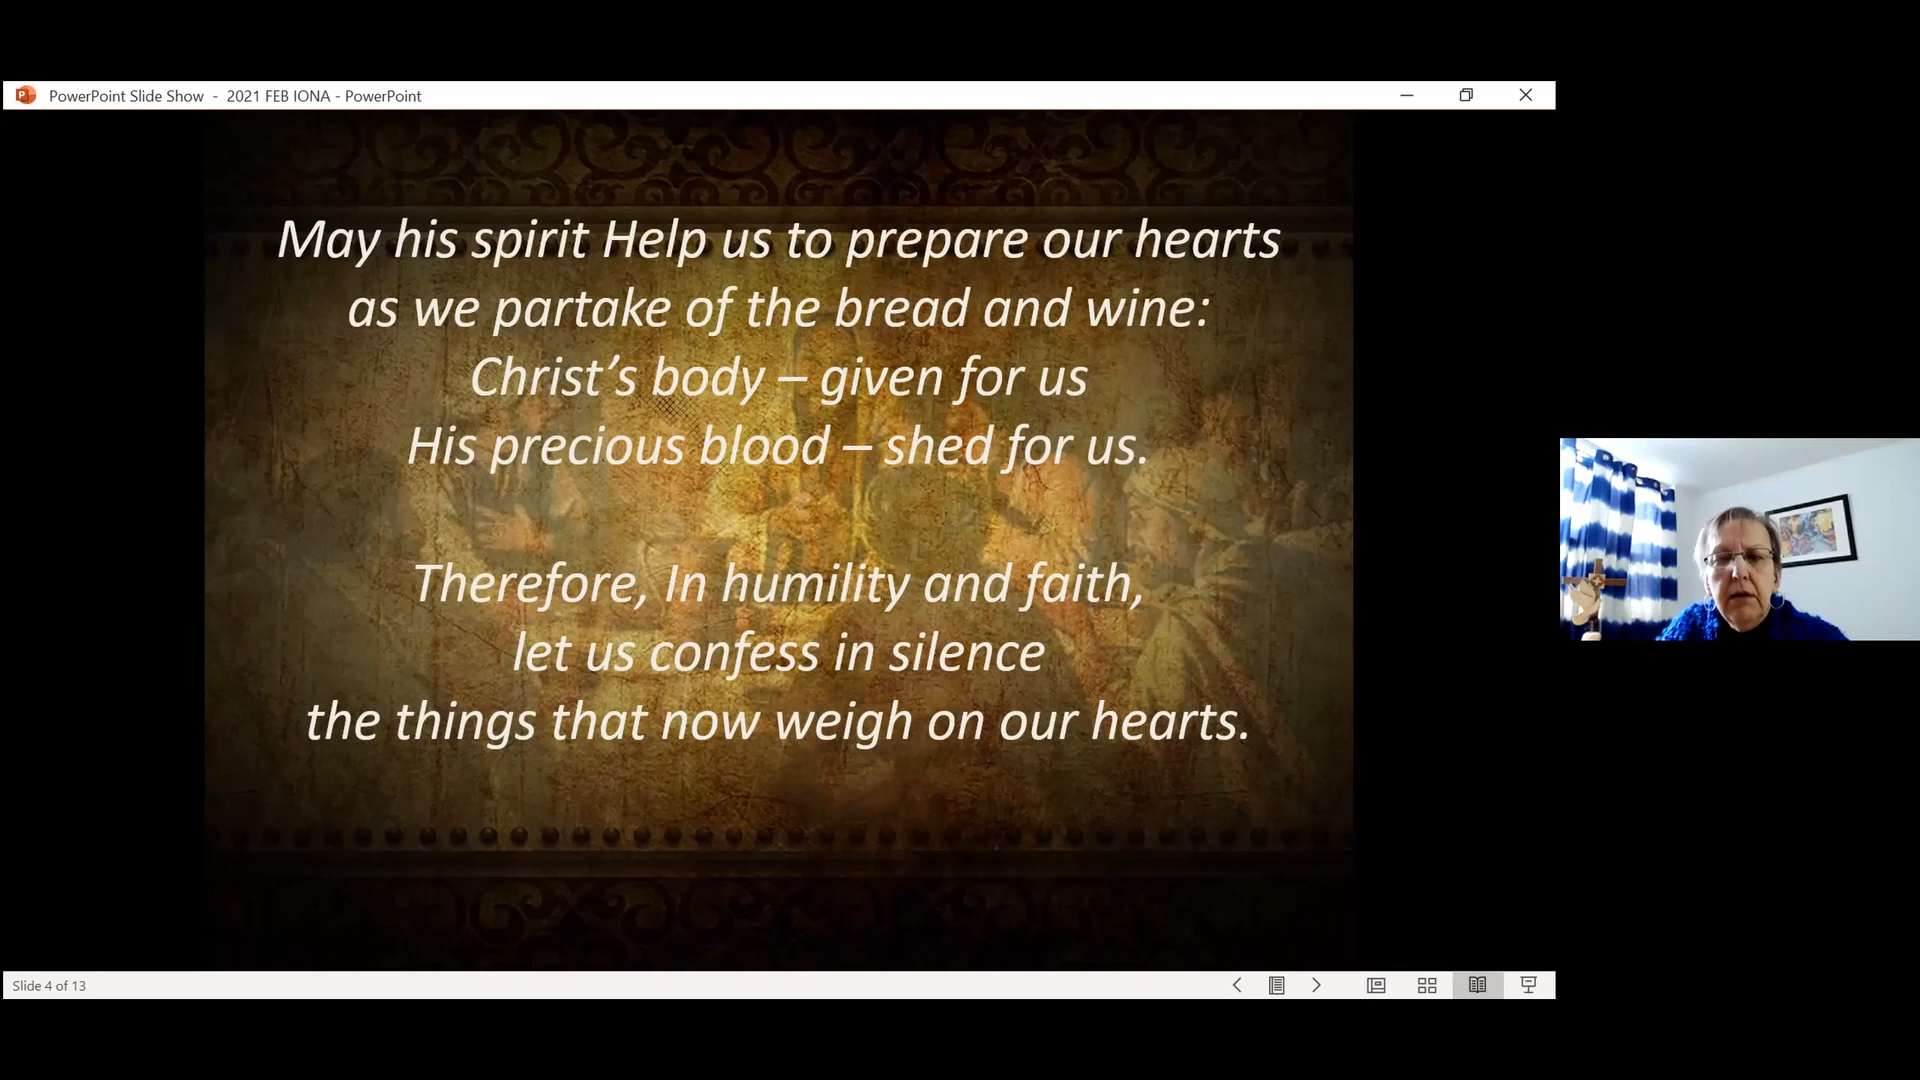 PowerPoint Slide Show - 2021 FEB IONA - PowerPoint
May his spirit Help us to prepare our hearts
as we partake of the bread and wine:
Christ’s body – given for us
His precious blood – shed for us.
Therefore, In humility and faith,
let us confess in silence
the things that now weigh on our hearts.
Slide 4 of 13